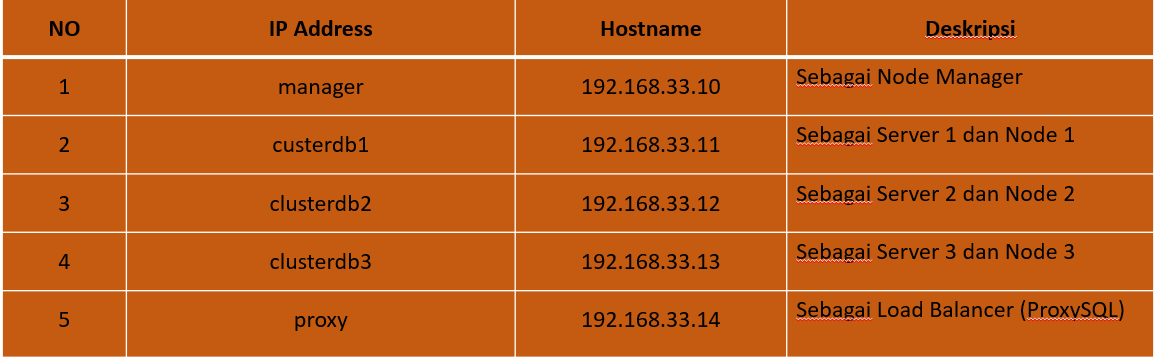 NO IP Address Hostname Deskripsi
1 manager 192.168.33.10 Sebagai Node Manager
2 custerdb1 192.168.33.11 Sebagai Server 1 dan Node 1
3 clusterdb2 192.168.33.12 Sebagai Server 2 dan Node 2
4 clusterdb3 192.168.33.13 Sebagai Server 3 dan Node 3
5 proxy 192.168.33.14 Sebagai Load Balancer (ProxySQL)